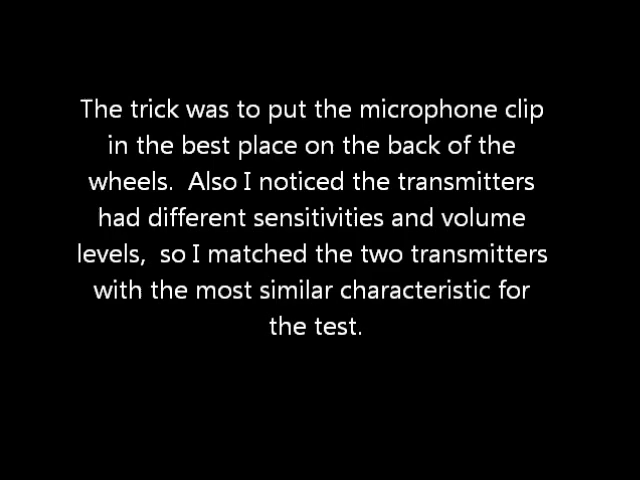 The trick was to put the microphone clip
in the best place on the back of the
wheels.  Also I noticed the transmitters
had different sensitivities and volume
levels,  so I matched the two transmitters
with the most similar characteristic for
the test.